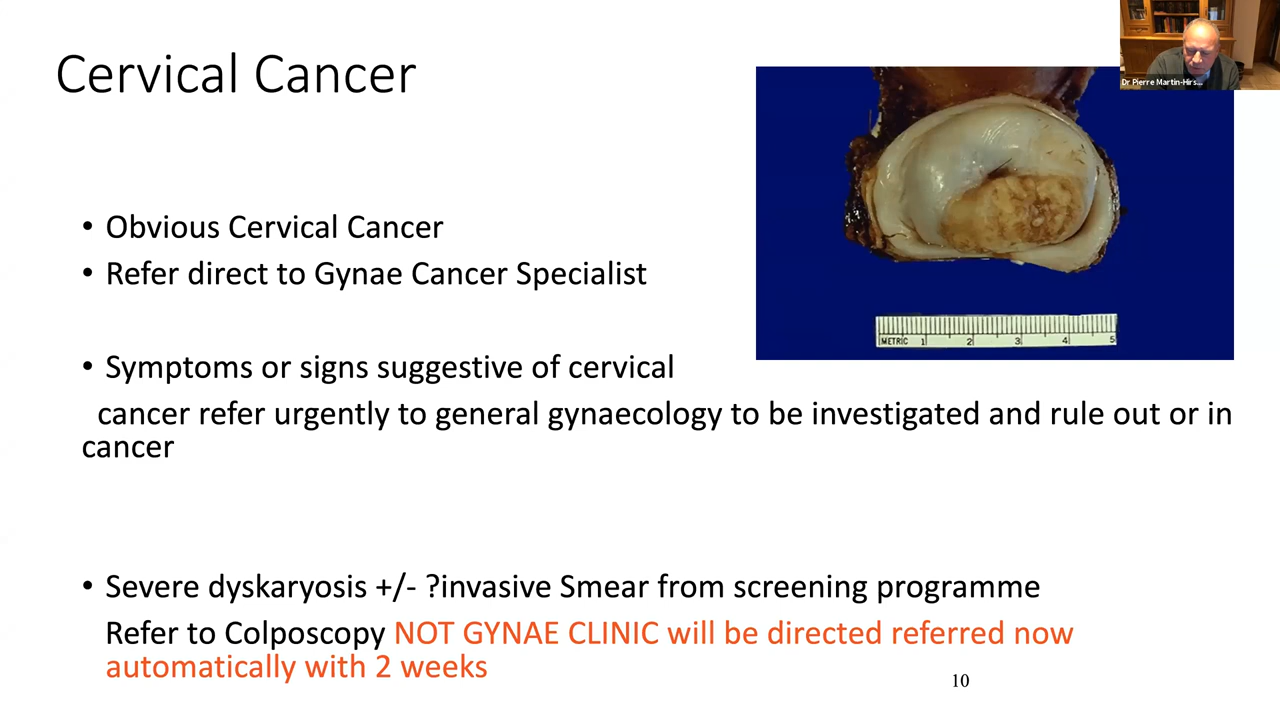 Cervical Cancer
Dr Pierre Martin-Hirs...
• Obvious Cervical Cancer
• Refer direct to Gynae Cancer Specialist
METRIC 1 2 3 4 5
• Symptoms or signs suggestive of cervical
cancer refer urgently to general gynaecology to be investigated and rule out or in
cancer
• Severe dyskaryosis +/- ?invasive Smear from screening programme
Refer to Colposcopy NOT GYNAE CLINIC will be directed referred now
automatically with 2 weeks
10